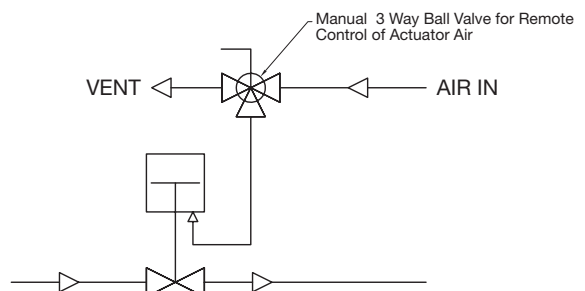 Manual 3 Way Ball Valve for Remote
Control of Actuator Air
VENT
AIR IN